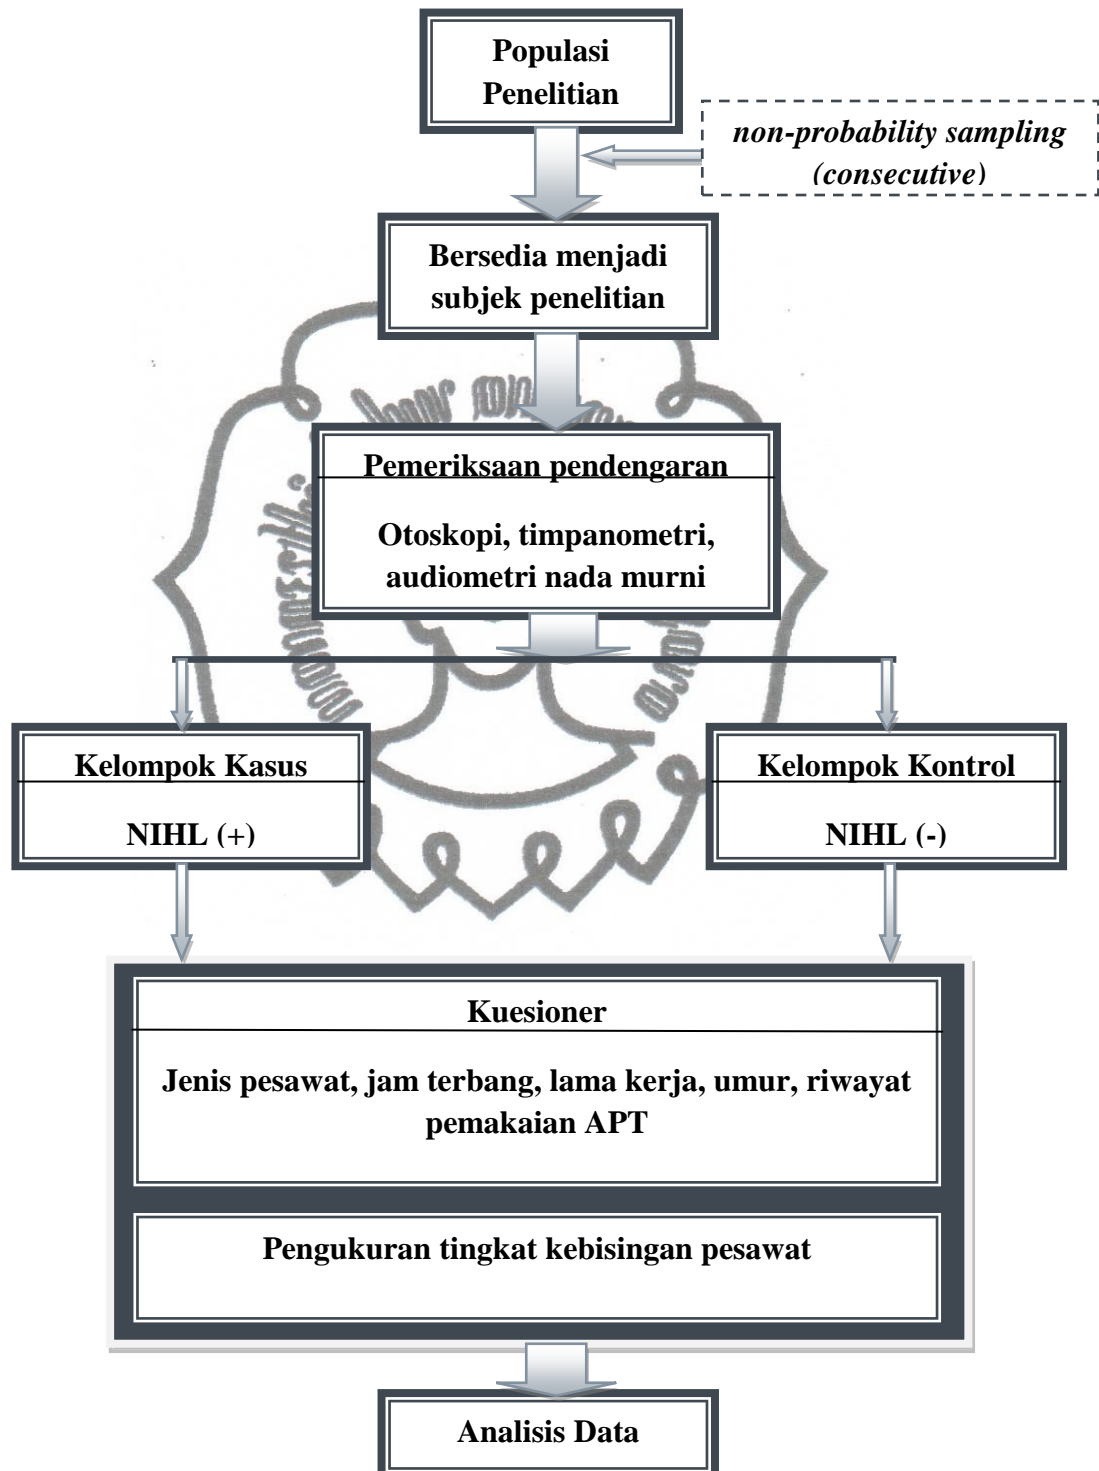 Populasi
Penelitian
non-probability sampling
(consecutive)
Bersedia menjadi
subjek penelitian
Pemeriksaan pendengaran
Otoskopi, timpanometri,
audiometri nada murni
Kelompok Kasus
NIHL (+)
Kelompok Kontrol
NIHL (-)
Kuesioner
Jenis pesawat, jam terbang, lama kerja, umur, riwayat
pemakaian APT
Pengukuran tingkat kebisingan pesawat
Analisis Data